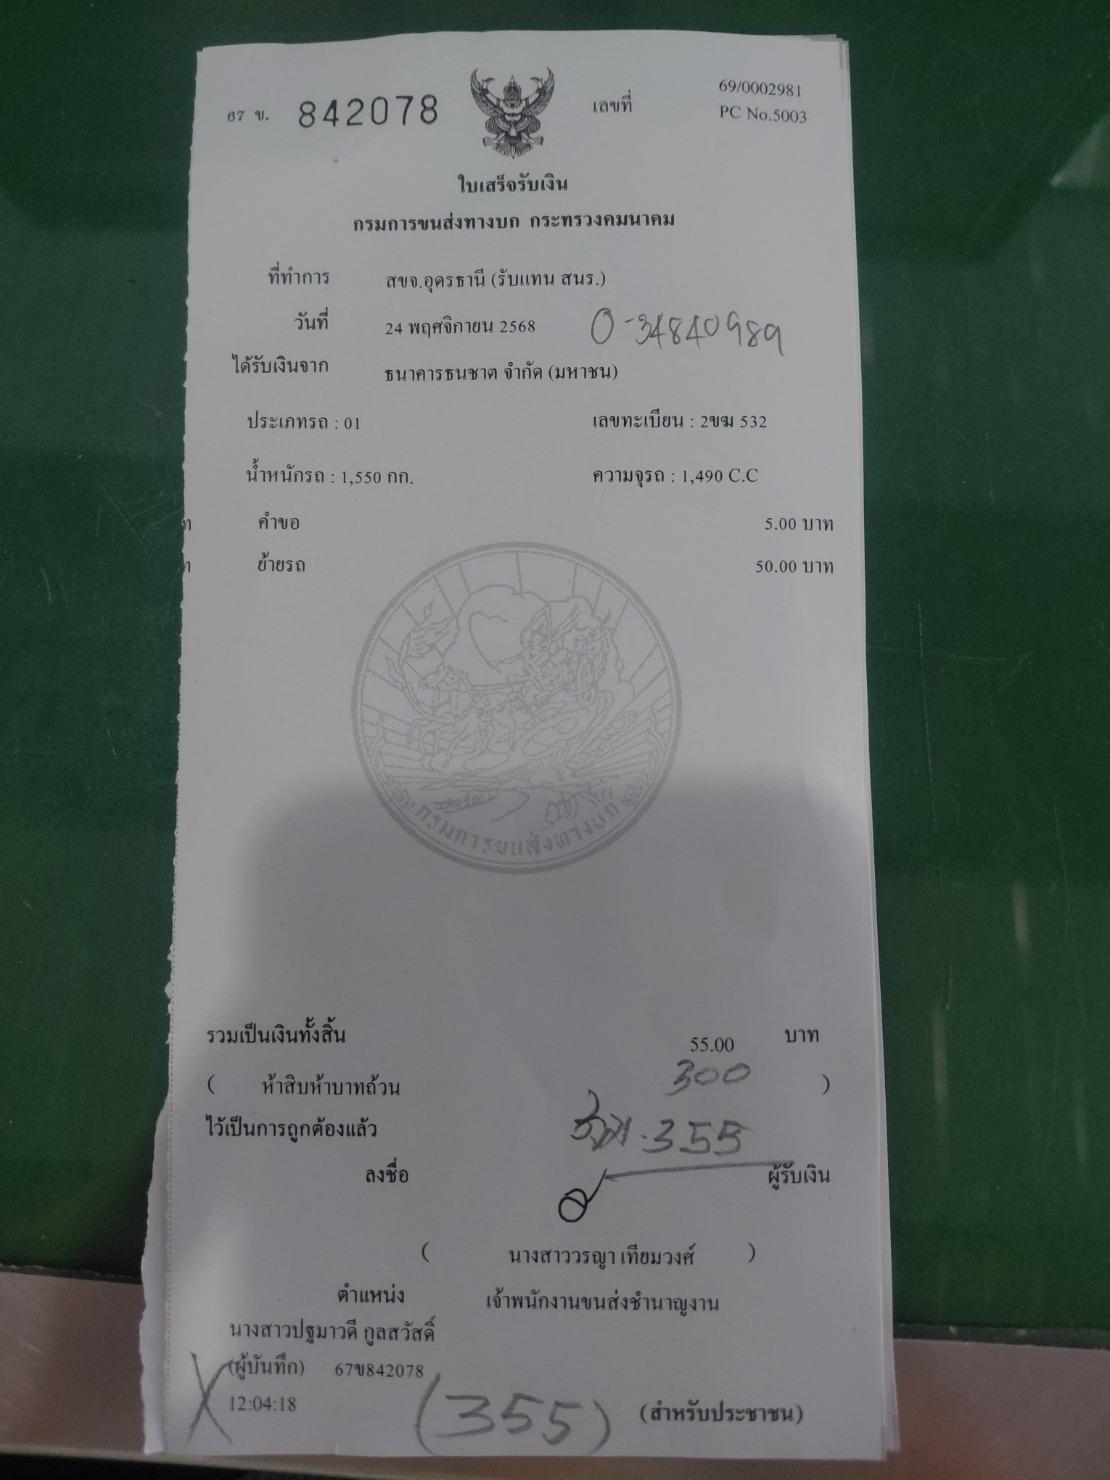 67 ข. 842078 เลขที่ 69/0002981
PC No.5003
ใบเสร็จรับเงิน
กรมการขนส่งทางบก กระทรวงคมนาคม
ที่ทำการ สขจ.อุดรธานี (รับแทน สนร.)
วันที่ 24 พฤศจิกายน 2568 0-34840989
ได้รับเงินจาก ธนาคารธนชาต จำกัด (มหาชน)
ประเภทรถ : 01 เลขทะเบียน : 2ขฆ 532
น้ำหนักรถ : 1,550 กก. ความจุรถ : 1,490 C.C
คำขอ 5.00 บาท
ย้ายรถ 50.00 บาท
กรมการขนส่งทางบก
รวมเป็นเงินทั้งสิ้น 55.00 บาท
300
( ห้าสิบห้าบาทถ้วน )
ไว้เป็นการถูกต้องแล้ว 355
ลงชื่อ ผู้รับเงิน
( นางสาววรญา เทียมวงศ์ )
ตำแหน่ง เจ้าพนักงานขนส่งชำนาญงาน
นางสาวปฐมาวดี กูลสวัสดิ์
(ผู้บันทึก) 67ข842078
12:04:18 (355) (สำหรับประชาชน)